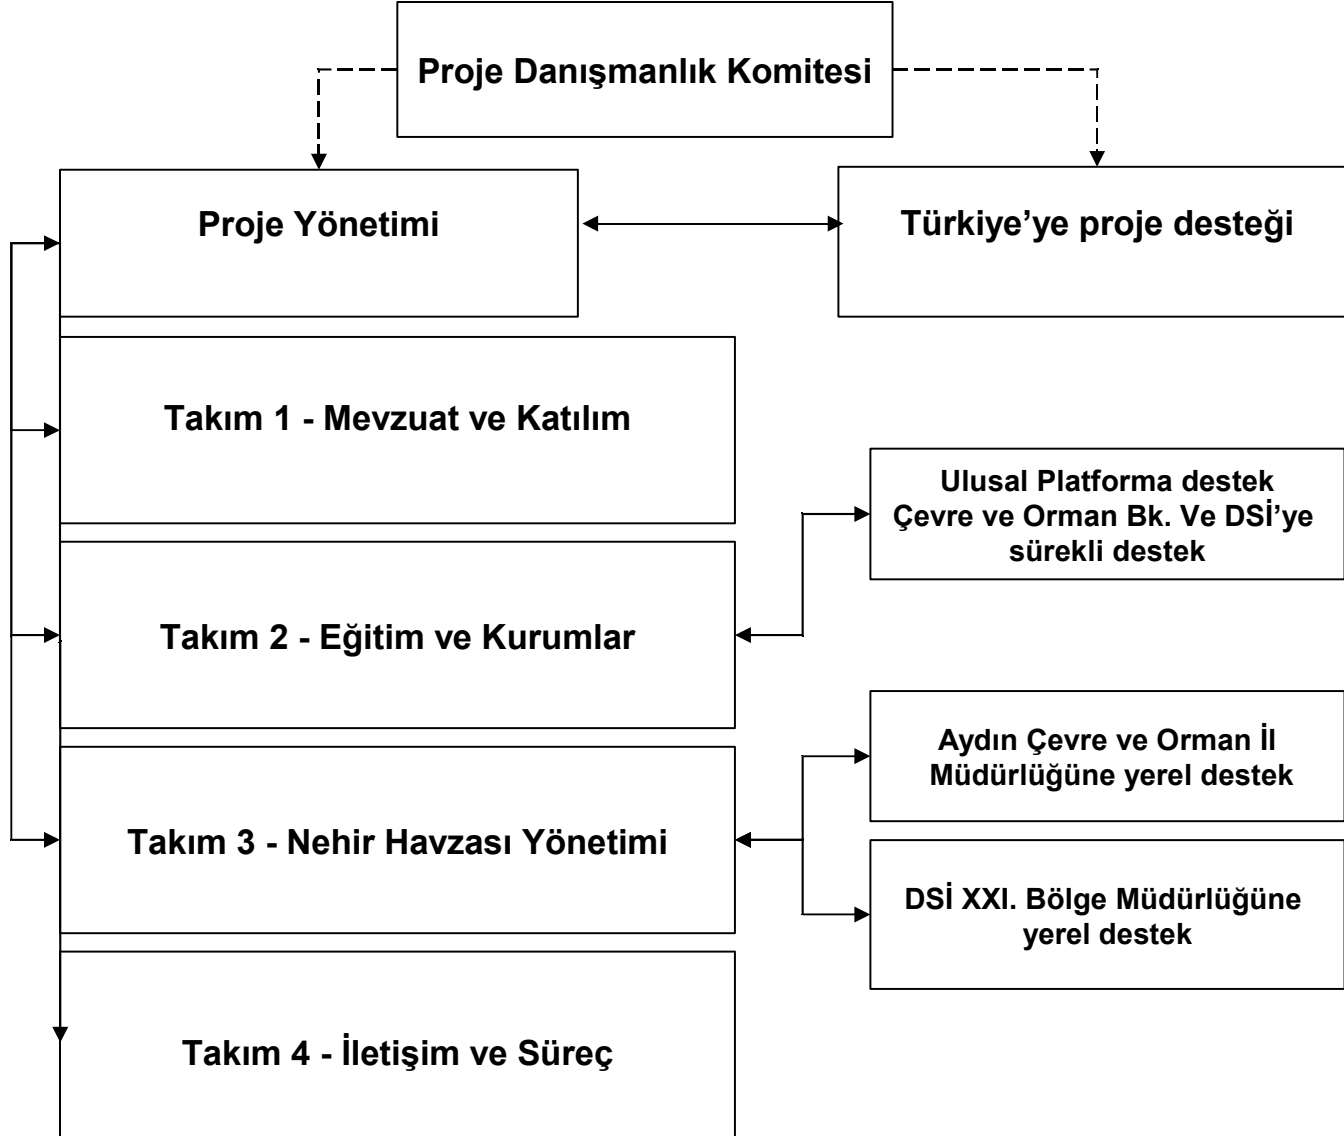 Proje Danışmanlık Komitesi
Proje Yönetimi
Türkiye’ye proje desteği
Takım 1 - Mevzuat ve Katılım
Ulusal Platforma destek
Çevre ve Orman Bk. Ve DSİ’ye
sürekli destek
Takım 2 - Eğitim ve Kurumlar
Aydın Çevre ve Orman İl
Müdürlüğüne yerel destek
Takım 3 - Nehir Havzası Yönetimi
DSİ XXI. Bölge Müdürlüğüne
yerel destek
Takım 4 - İletişim ve Süreç